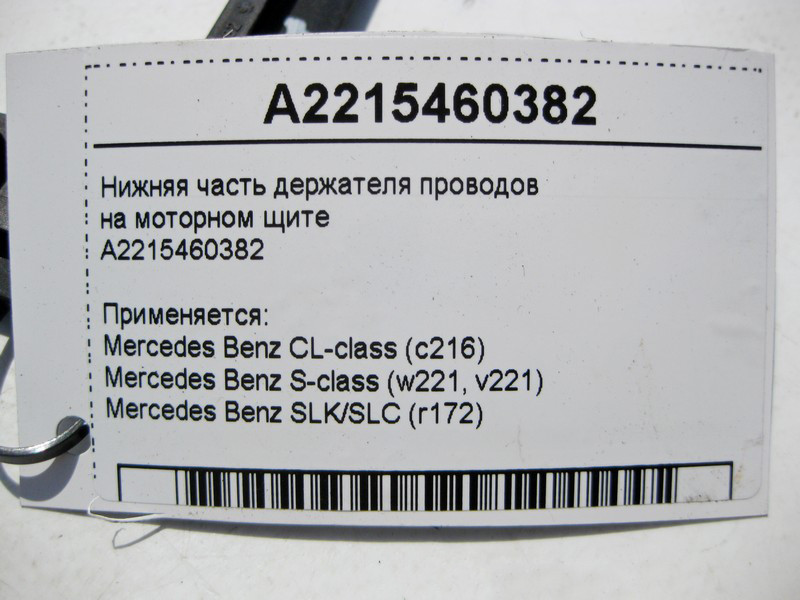 A2215460382
Нижняя часть держателя проводов
на моторном щите
A2215460382
Применяется:
Mercedes Benz CL-class (c216)
Mercedes Benz S-class (w221, v221)
Mercedes Benz SLK/SLC (r172)